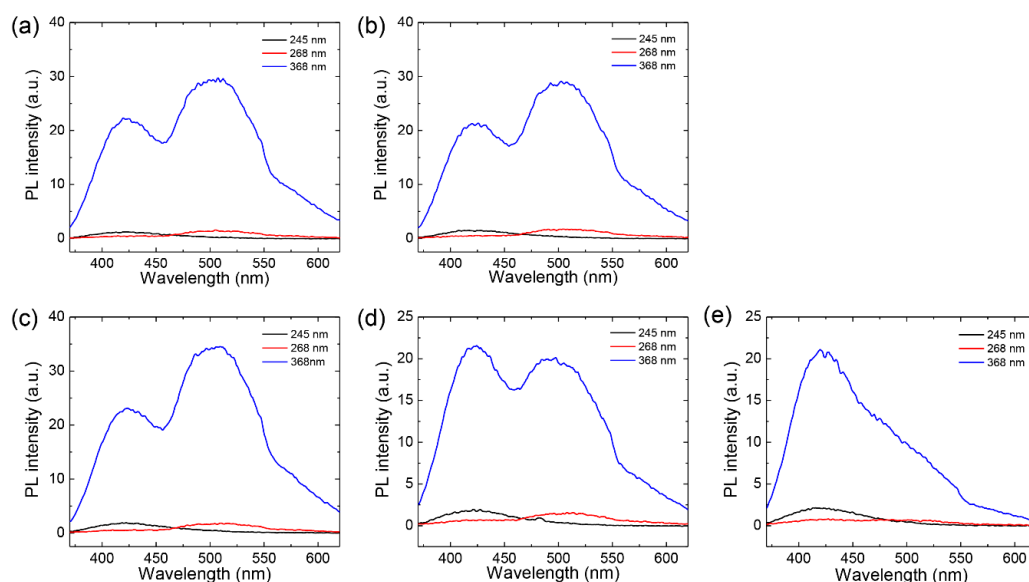 (a)
40
30
20
10
0
PL intensity (a.u.)
245 nm
268 nm
368 nm
400 450 500 550 600
Wavelength (nm)
(b)
40
30
20
10
0
PL intensity (a.u.)
245 nm
268 nm
368 nm
400 450 500 550 600
Wavelength (nm)
(c)
40
30
20
10
0
PL intensity (a.u.)
245 nm
268 nm
368nm
400 450 500 550 600
Wavelength (nm)
(d)
25
20
15
10
5
0
PL intensity (a.u.)
245 nm
268 nm
368 nm
400 450 500 550 600
Wavelength (nm)
(e)
25
20
15
10
5
0
PL intensity (a.u.)
245 nm
268 nm
368 nm
400 450 500 550 600
Wavelength (nm)